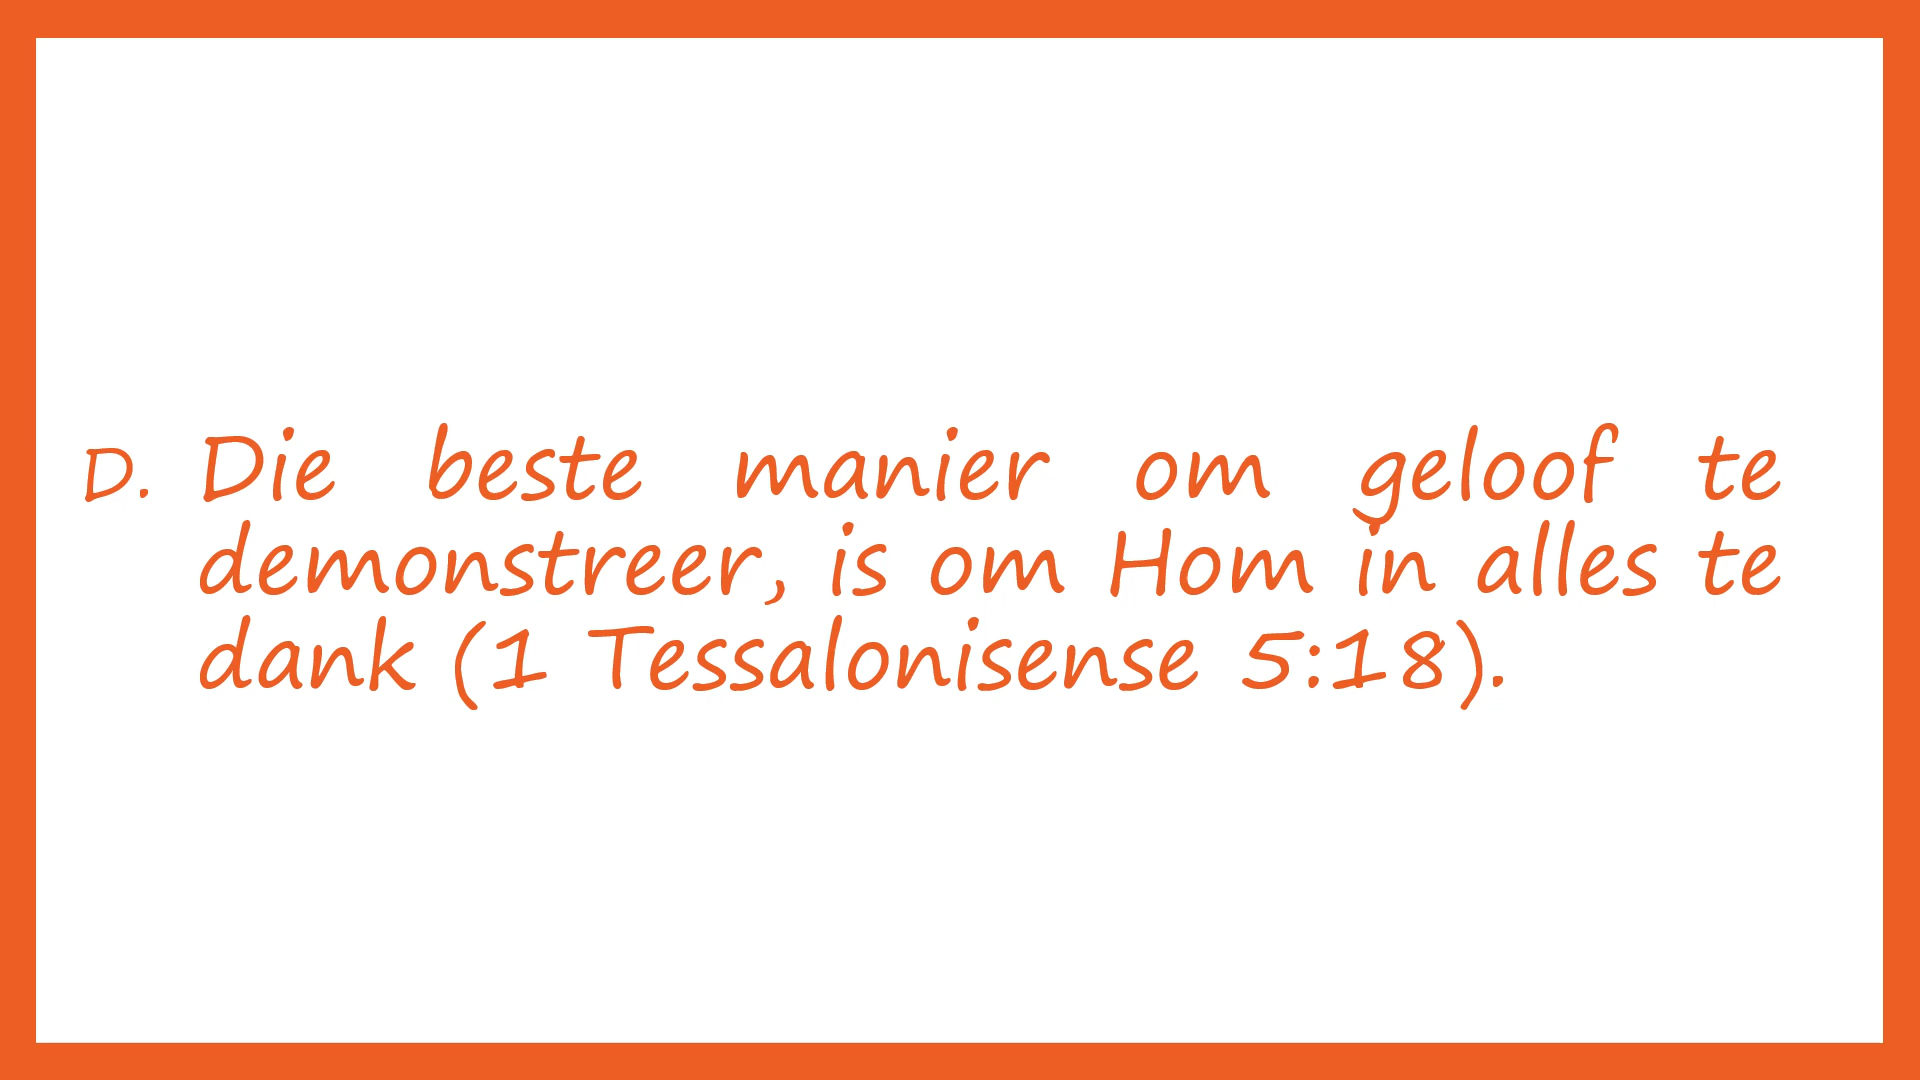 D. Die beste manier om geloof te
demonstreer, is om Hom in alles te
dank (1 Tessalonisense 5:18).